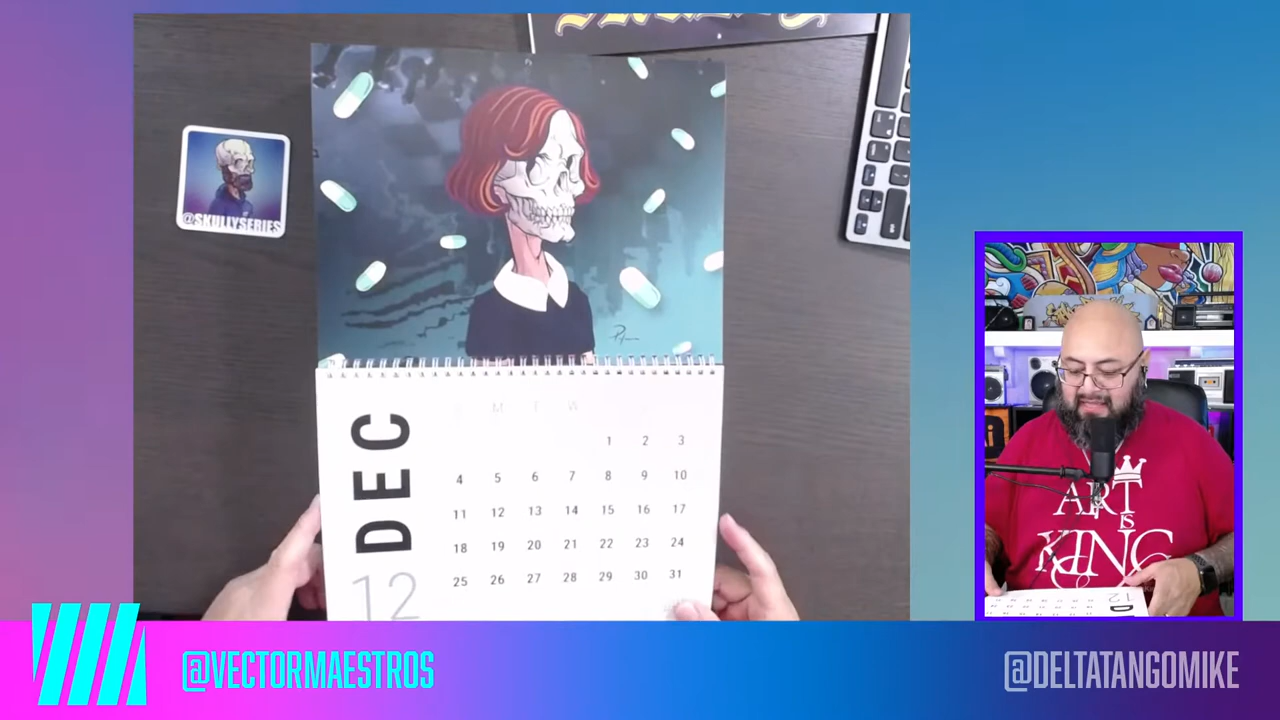 @SKULLYSERIES
DEC
12
M T W
1 2 3
4 5 6 7 8 9 10
11 12 13 14 15 16 17
18 19 20 21 22 23 24
25 26 27 28 29 30 31
ART
IS
KING
12
D
@VECTORMAESTROS
@DELTATANGOMIKE